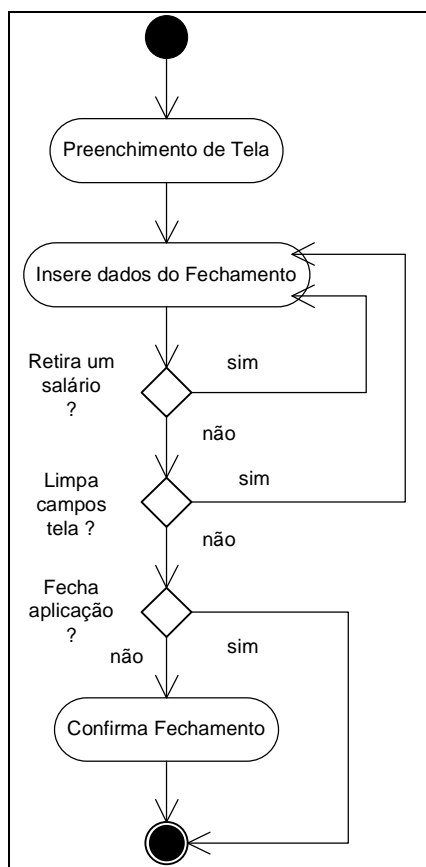 Preenchimento de Tela
Insere dados do Fechamento
Retira um
salário
?
sim
não
Limpa
campos
tela ?
sim
não
Fecha
aplicação
?
sim
não
Confirma Fechamento